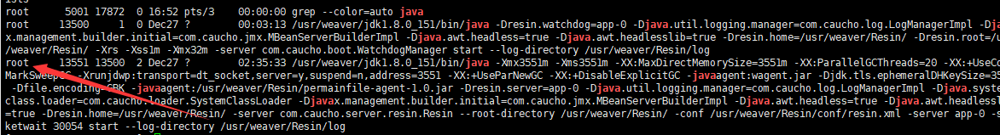 root      5001 17872  0 16:52 pts/3    00:00:00 grep --color=auto java
root     13500     1  0 Dec27 ?        00:03:13 /usr/weaver/jdk1.8.0_151/bin/java -Dresin.watchdog=app-0 -Djava.util.logging.manager=com.caucho.log.LogManagerImpl -Dj
x.management.builder.initial=com.caucho.jmx.MBeanServerBuilderImpl -Djava.awt.headless=true -Djava.awt.headlesslib=true -Dresin.home=/usr/weaver/Resin/ -Dresin.root=/u
/weaver/Resin/ -Xrs -Xss1m -Xmx32m -server com.caucho.boot.WatchdogManager start --log-directory /usr/weaver/Resin/log
root     13551 13500  2 Dec27 ?        02:35:33 /usr/weaver/jdk1.8.0_151/bin/java -Xmx3551m -Xms3551m -XX:MaxDirectMemorySize=3551m -XX:ParallelGCThreads=20 -XX:+UseCo
MarkSweepGC -Xrunjdwp:transport=dt_socket,server=y,suspend=n,address=3551 -XX:+UseParNewGC -XX:+DisableExplicitGC -javaagent:wagent.jar -Djdk.tls.ephemeralDHKeySize=
-Dfile.encoding=GBK -javaagent:/usr/weaver/Resin/permainfile-agent-1.0.jar -Dresin.server=app-0 -Djava.util.logging.manager=com.caucho.log.LogManagerImpl -Djava.syste
class.loader=com.caucho.loader.SystemClassLoader -Djavax.management.builder.initial=com.caucho.jmx.MBeanServerBuilderImpl -Djava.awt.headless=true -Djava.awt.headlessl
=true -Dresin.home=/usr/weaver/Resin/ -server com.caucho.server.resin.Resin --root-directory /usr/weaver/Resin/ -conf /usr/weaver/Resin/conf/resin.xml -server app-0 -s
ketwait 30054 start --log-directory /usr/weaver/Resin/log